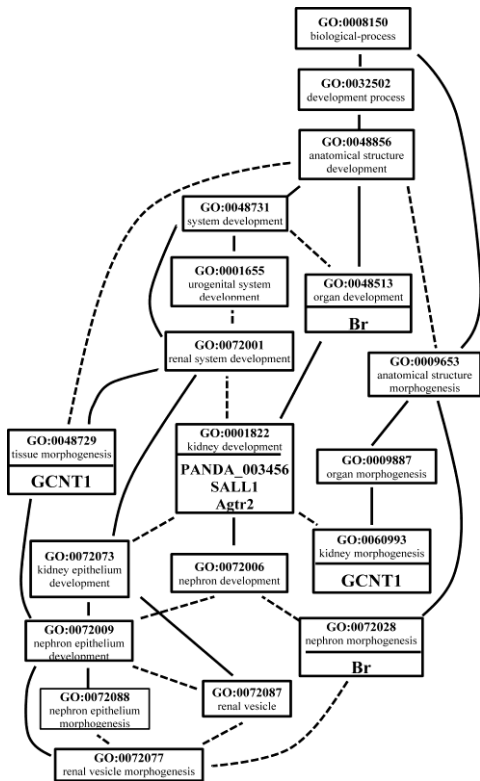 GO:0008150
biological-process
GO:0032502
development process
GO:0048856
anatomical structure
development
GO:0048731
system development
GO:0001655
urogenital system
development
GO:0048513
organ development
Br
GO:0072001
renal system development
GO:0009653
anatomical structure
morphogenesis
GO:0048729
tissue morphogenesis
GCNT1
GO:0001822
kidney development
PANDA_003456
SALL1
Agtr2
GO:0009887
organ morphogenesis
GO:0060993
kidney morphogenesis
GCNT1
GO:0072073
kidney epithelium
development
GO:0072006
nephron development
GO:0072009
nephron epithelium
development
GO:0072028
nephron morphogenesis
Br
GO:0072088
nephron epithelium
morphogenesis
GO:0072087
renal vesicle
GO:0072077
renal vesicle morphogenesis